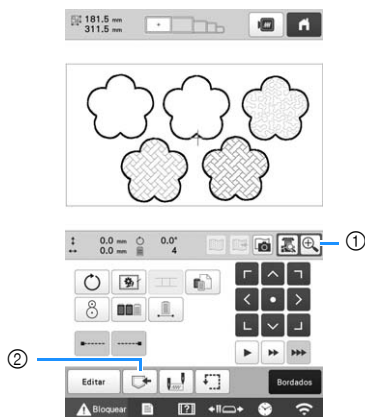 181.5 mm
311.5 mm
0.0 mm 0.0°
0.0 mm 4
①
②
Editar Bordados
Bloquear